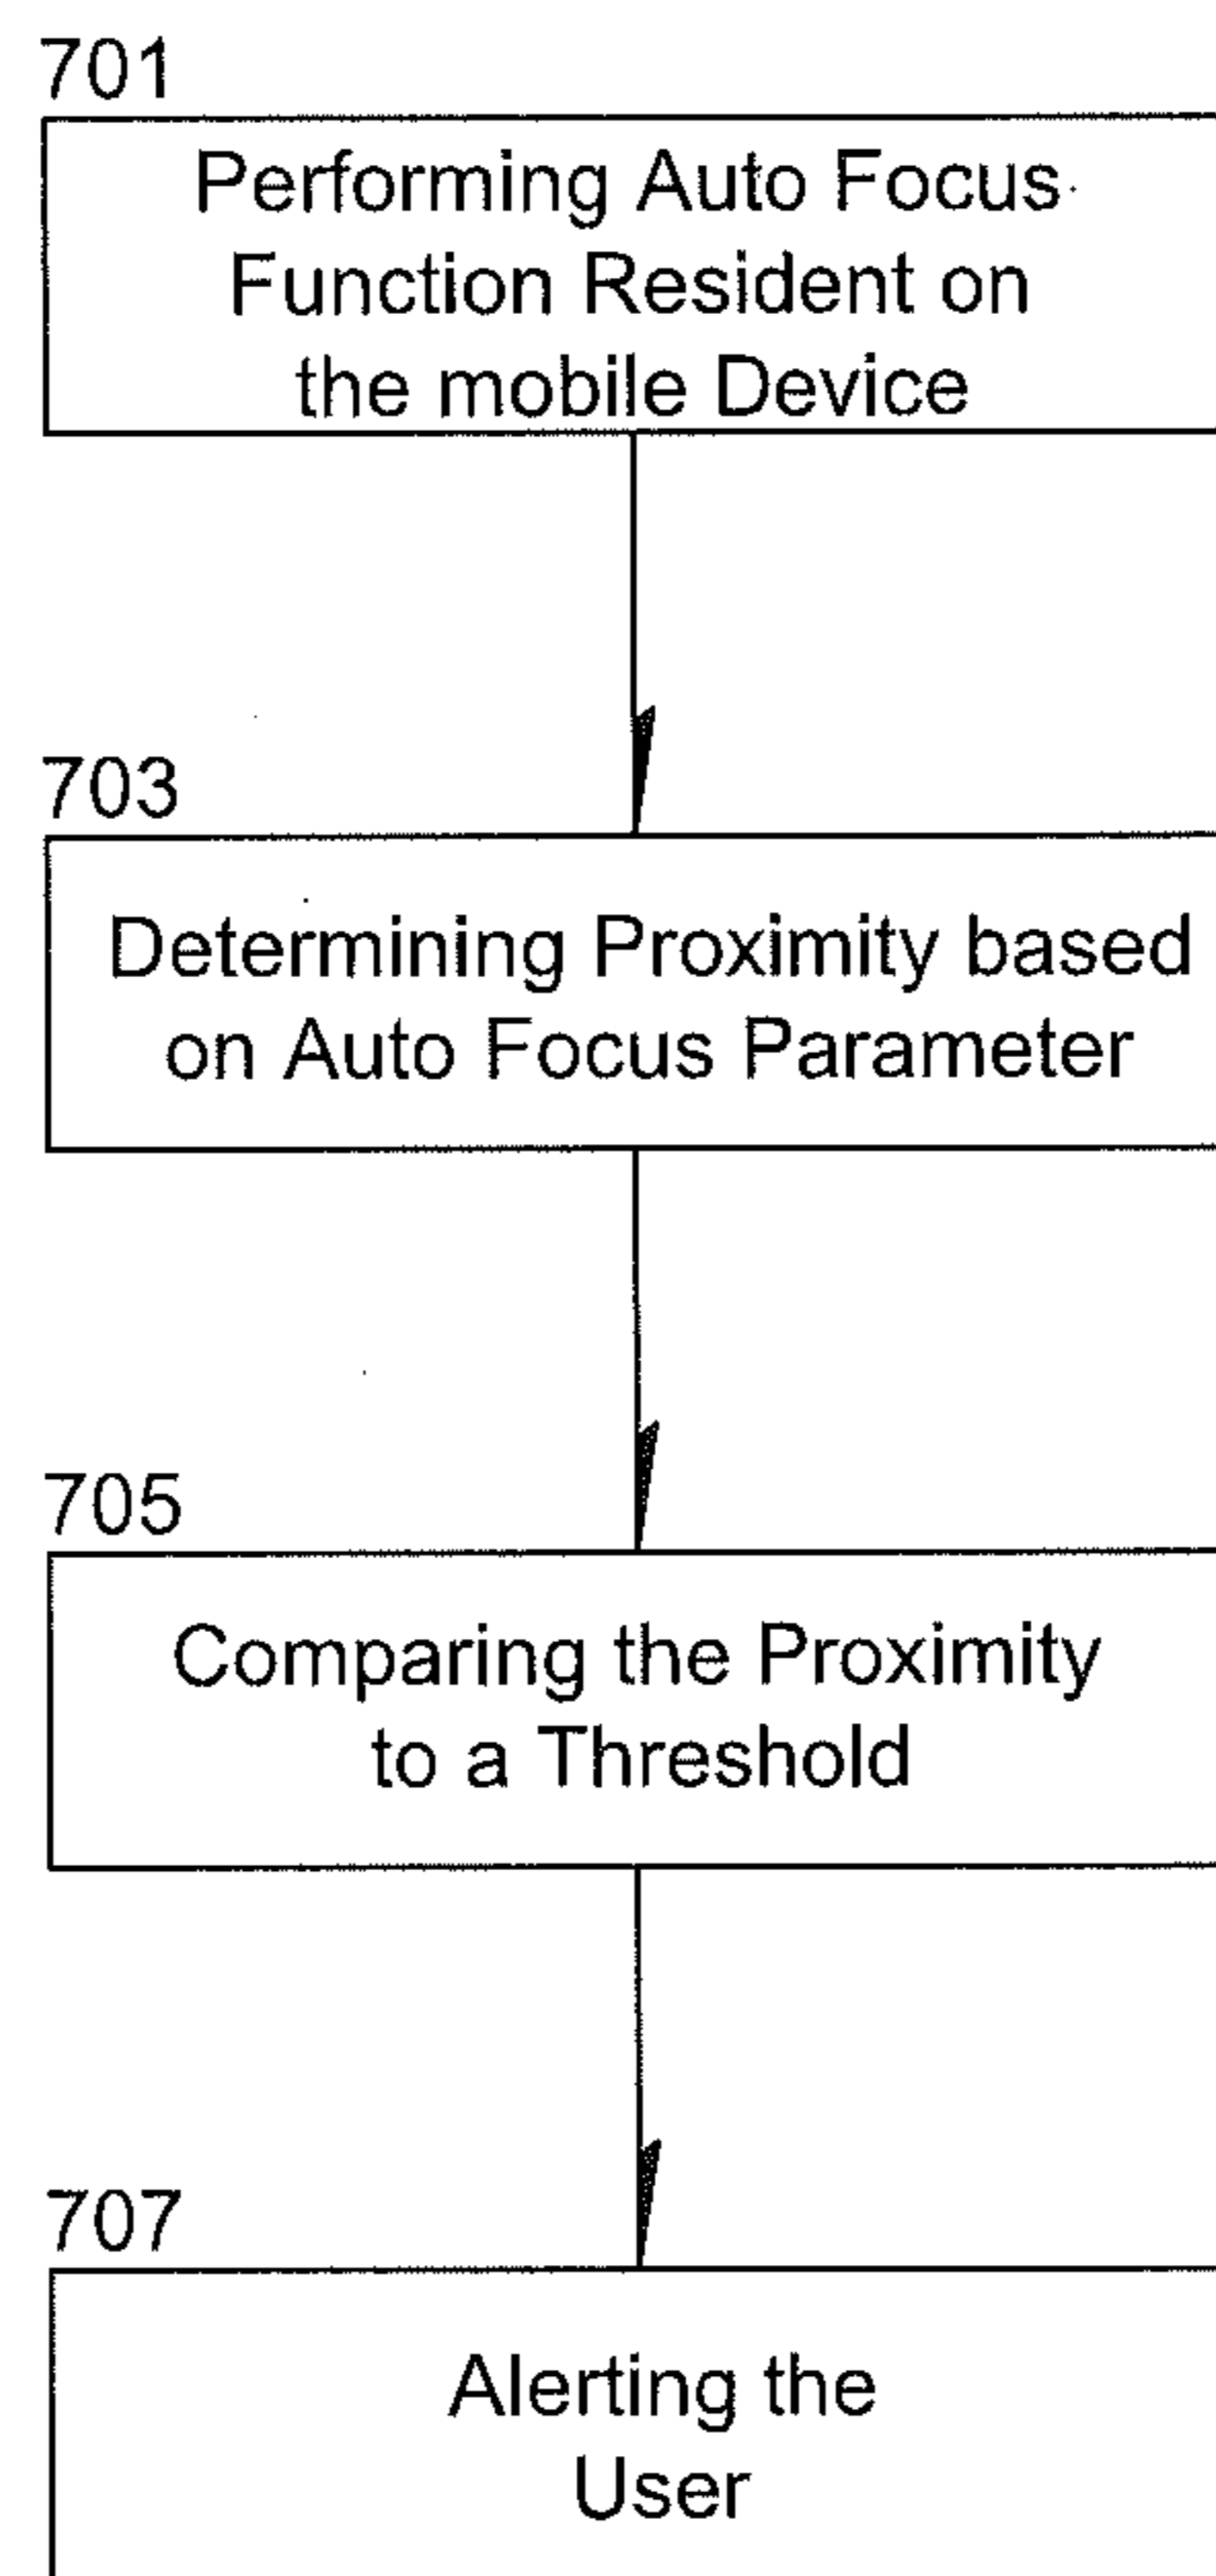 701
Performing Auto Focus
Function Resident on
the mobile Device
703
Determining Proximity based
on Auto Focus Parameter
705
Comparing the Proximity
to a Threshold
707
Alerting the
User